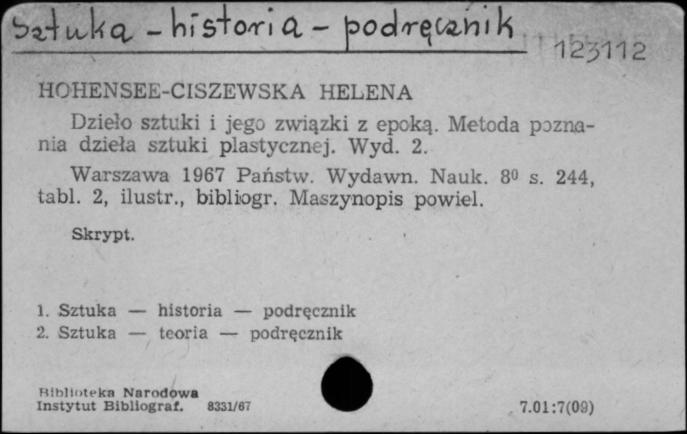 Sztuka - historia - podręcznik
123112
HOHENSEE-CISZEWSKA HELENA
Dzieło sztuki i jego związki z epoką. Metoda pozna-
nia dzieła sztuki plastycznej. Wyd. 2.
Warszawa 1967 Państw. Wydawn. Nauk. 8⁰ s. 244,
tabl. 2, ilustr., bibliogr. Maszynopis powiel.
Skrypt.
1. Sztuka — historia — podręcznik
2. Sztuka — teoria — podręcznik
Biblioteka Narodowa
Instytut Bibliograf. 8331/67 7.01:7(09)